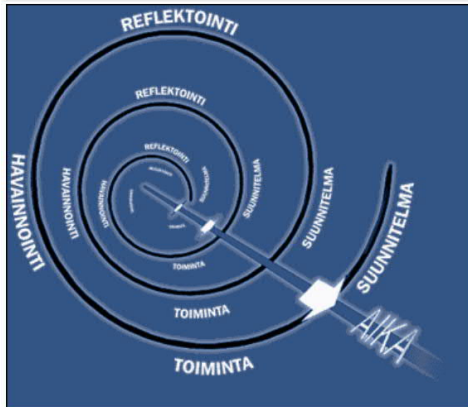 REFLEKTOINTI
REFLEKTOINTI
REFLEKTOINTI
HAVAINNOINTI
HAVAINNOINTI
HAVAINNOINTI
SUUNNITELMA
SUUNNITELMA
SUUNNITELMA
TOIMINTA
TOIMINTA
TOIMINTA
AIKA